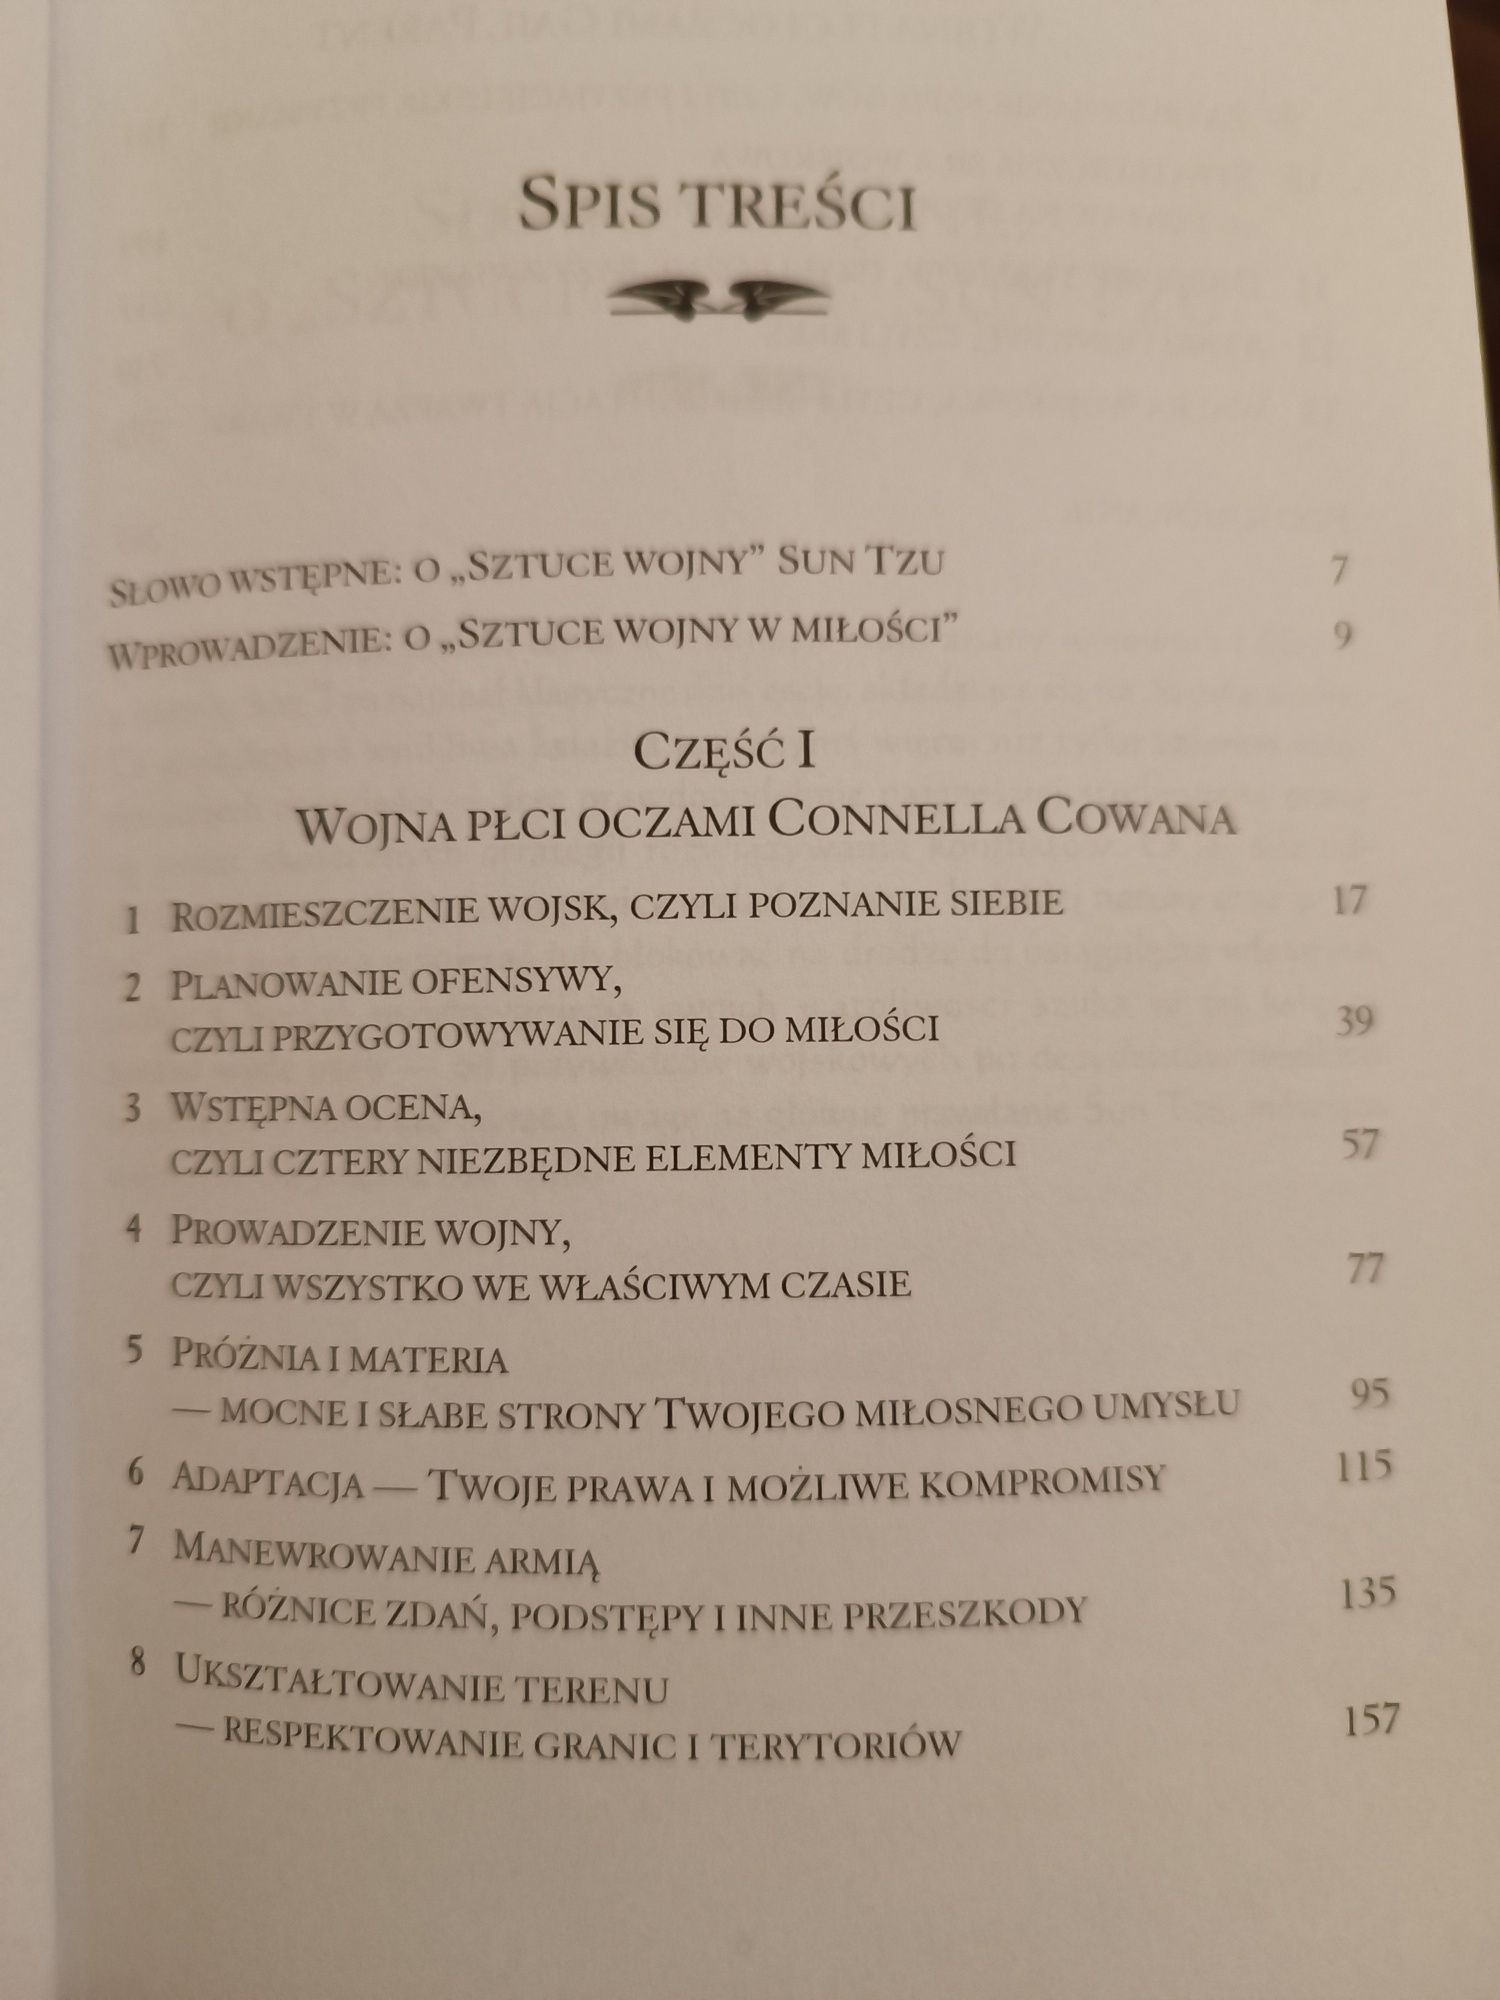 Spis treści
Słowo wstępne: o „Sztuce wojny” Sun Tzu 7
Wprowadzenie: o „Sztuce wojny w miłości” 9
Część I
Wojna płci oczami Connella Cowana
1 Rozmieszczenie wojsk, czyli poznanie siebie 17
2 Planowanie ofensywy,
czyli przygotowywanie się do miłości 39
3 Wstępna ocena,
czyli cztery niezbędne elementy miłości 57
4 Prowadzenie wojny,
czyli wszystko we właściwym czasie 77
5 Próżnia i materia
— mocne i słabe strony Twojego miłosnego umysłu 95
6 Adaptacja — Twoje prawa i możliwe kompromisy 115
7 Manewrowanie armią
— różnice zdań, podstępy i inne przeszkody 135
8 Ukształtowanie terenu
— respektowanie granic i terytoriów 157